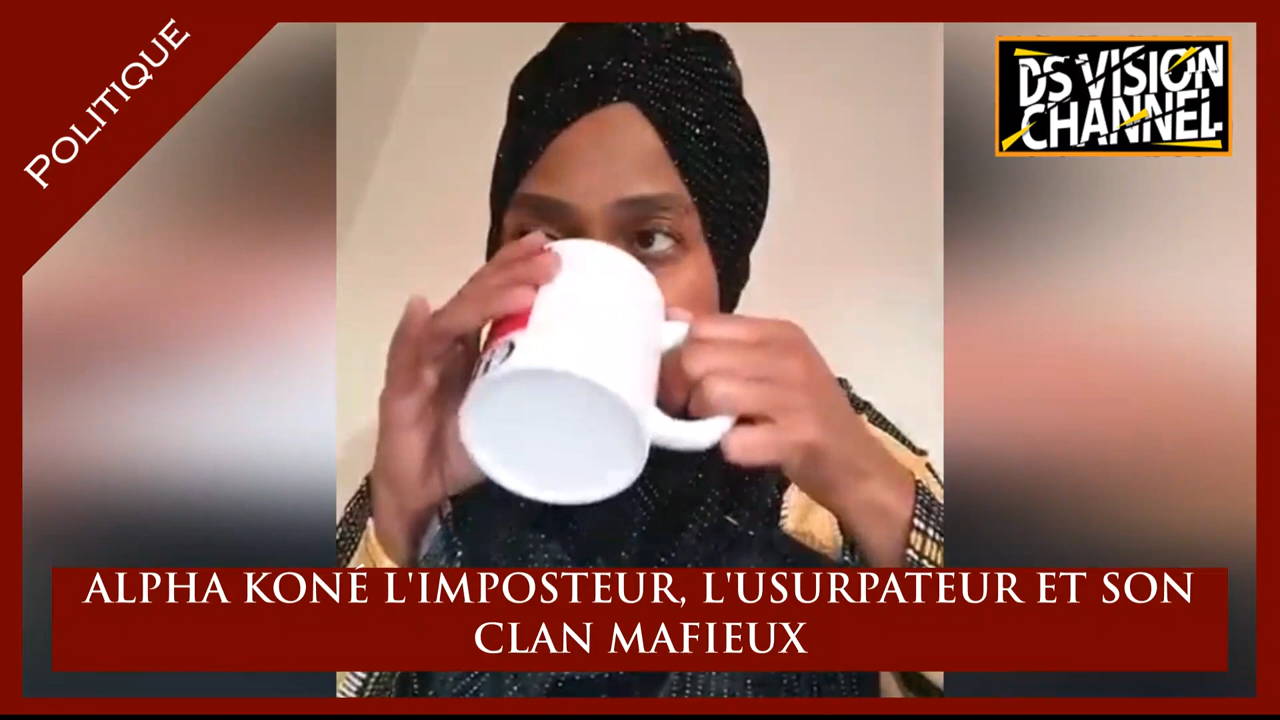 POLITIQUE
DS VISION
CHANNEL
ALPHA KONÉ L'IMPOSTEUR, L'USURPATEUR ET SON
CLAN MAFIEUX